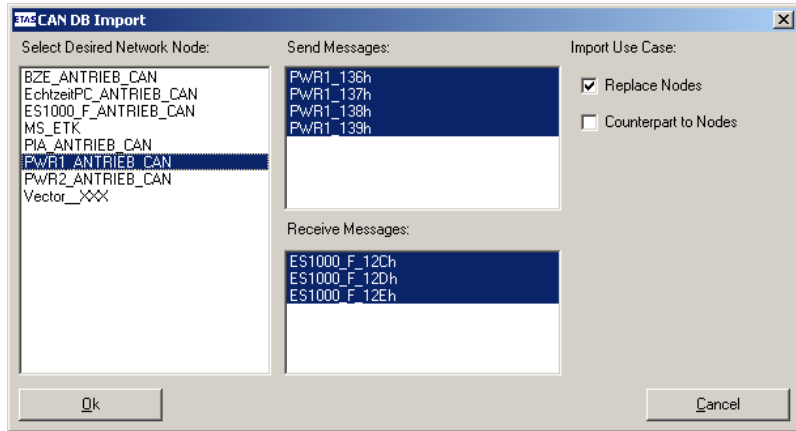 ETAS CAN DB Import
Select Desired Network Node:
BZE_ANTRIEB_CAN
EchtzeitPC_ANTRIEB_CAN
ES1000_F_ANTRIEB_CAN
MS_ETK
PIA_ANTRIEB_CAN
PWR1_ANTRIEB_CAN
PWR2_ANTRIEB_CAN
Vector__XXX
Send Messages:
PWR1_136h
PWR1_137h
PWR1_138h
PWR1_139h
Receive Messages:
ES1000_F_12Ch
ES1000_F_12Dh
ES1000_F_12Eh
Import Use Case:
Replace Nodes
Counterpart to Nodes
Ok
Cancel